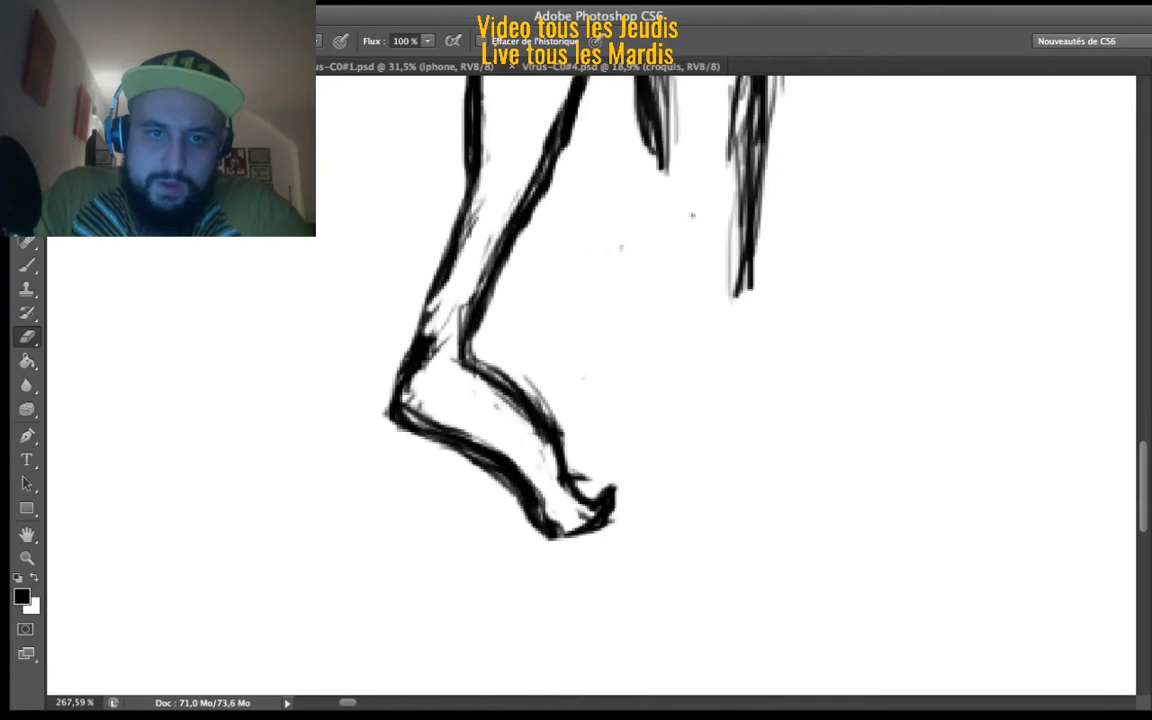 Adobe Photoshop CS6
Video tous les Jeudis
Live tous les Mardis
Flux : 100 %
Effacer de l'historique
Nouveautés de CS6
us-C0#1.psd @ 31,5% (iphone, RVB/8)
× Virus-C0#4.psd @ 18,9% (croquis, RVB/8)
T
267,59 %
Doc : 71,0 Mo/73,6 Mo